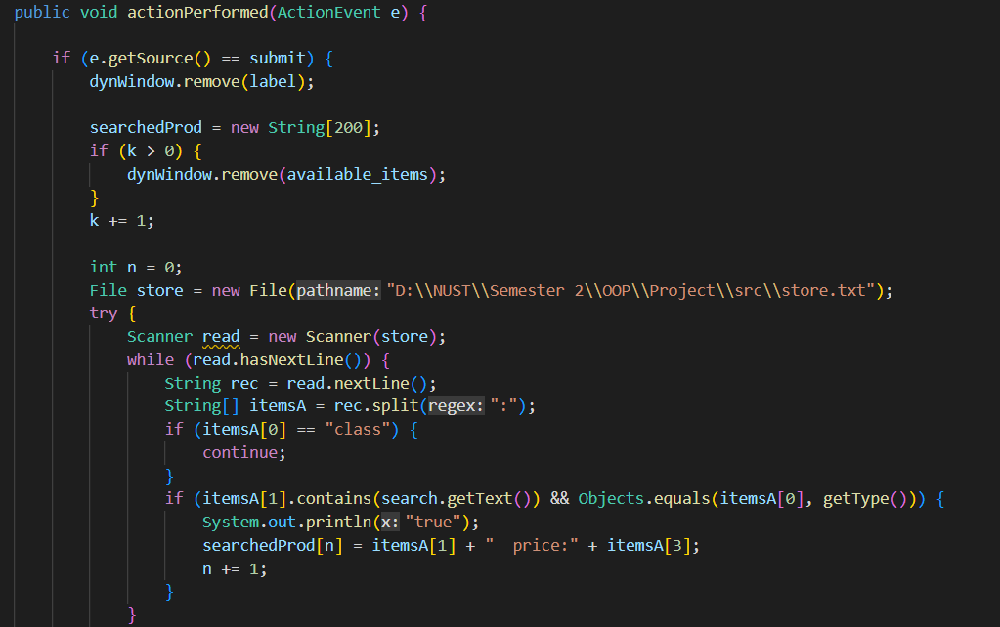 public void actionPerformed(ActionEvent e) {
if (e.getSource() == submit) {
dynWindow.remove(label);
searchedProd = new String[200];
if (k > 0) {
dynWindow.remove(available_items);
}
k += 1;
int n = 0;
File store = new File(pathname: "D:\\NUST\\Semester 2\\OOP\\Project\\src\\store.txt");
try {
Scanner read = new Scanner(store);
while (read.hasNextLine()) {
String rec = read.nextLine();
String[] itemsA = rec.split(regex: ":");
if (itemsA[0] == "class") {
continue;
}
if (itemsA[1].contains(search.getText()) && Objects.equals(itemsA[0], getType())) {
System.out.println(x: "true");
searchedProd[n] = itemsA[1] + "  price:" + itemsA[3];
n += 1;
}
}